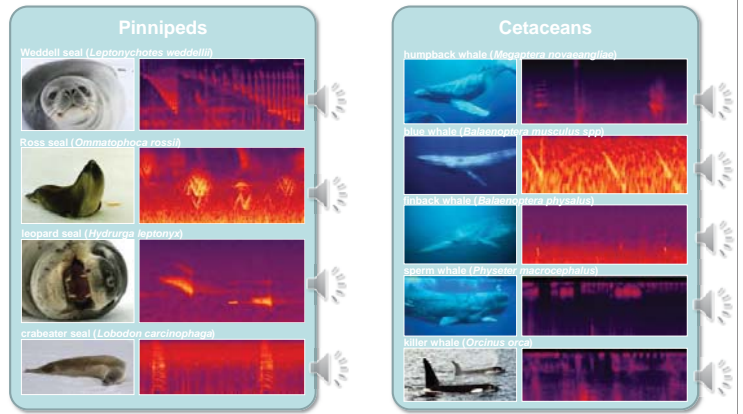 Pinnipeds
Weddell seal (Leptonychotes weddellii)
Ross seal (Ommatophoca rossii)
leopard seal (Hydrurga leptonyx)
crabeater seal (Lobodon carcinophaga)
Cetaceans
humpback whale (Megaptera novaeangliae)
blue whale (Balaenoptera musculus spp)
finback whale (Balaenoptera physalus)
sperm whale (Physeter macrocephalus)
killer whale (Orcinus orca)